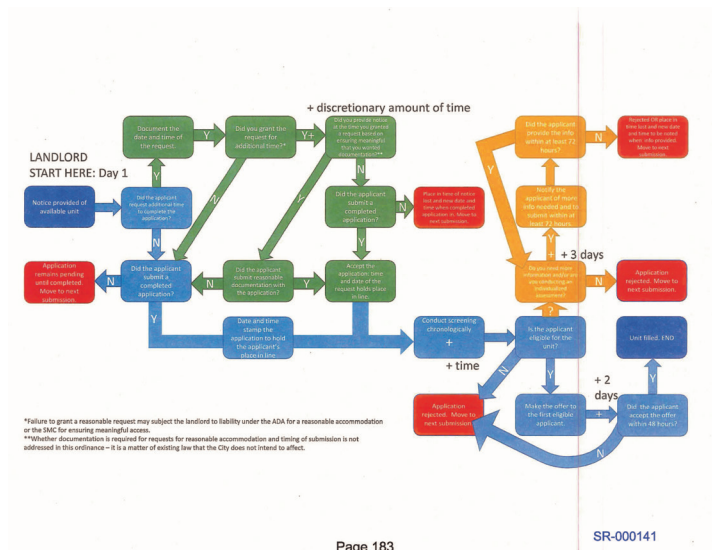 + discretionary amount of time
Document the
date and time of
the request.
Y
Did you grant the
request for
additional time?*
Y+
Did you provide notice
at the time you granted
a request based on
ensuring meaningful
that you wanted
documentation?**
Did the applicant
provide the info
within at least 72
hours?
N
Rejected OR place in
line lost and new date
and time to be noted
when info provided.
Move to next
submission.
LANDLORD
START HERE: Day 1
Notice provided of
available unit
Y
Did the applicant
request additional time
to complete the
application?
N
N
Y
N
Did the applicant
submit a
completed
application?
N
Place in line of notice
lost and new date and
time when completed
application is. Move to
next submission.
Y
Y
Notify the
applicant of more
info needed and to
submit within at
least 72 hours
Y
+
+ 3 days
Application
remains pending
until completed.
Move to next
submission.
N
Did the applicant
submit a
completed
application?
N
Did the applicant
submit reasonable
documentation with
the application?
Y
Accept the
application: time
and date of the
request holds place
in line.
Do you need more
information and/or are
you conducting an
individualized
assessment?
N
Application
rejected. Move to
next submission.
Y
Date and time
stamp the
application to hold
the applicant's
place in line
Conduct screening
chronologically
+
+ time
?
Is the applicant
eligible for the
unit?
Unit filled. END
N
Y
Y
+ 2
days
Application
rejected. Move to
next submission
Make the offer to
the first eligible
applicant.
+
Did the applicant
accept the offer
within 48 hours?
N
*Failure to grant a reasonable request may subject the landlord to liability under the ADA for a reasonable accommodation
or the SMC for ensuring meaningful access.
**Whether documentation is required for requests for reasonable accommodation and timing of submission is not
addressed in this ordinance – it is a matter of existing law that the City does not intend to affect.
SR-000141
Page 183